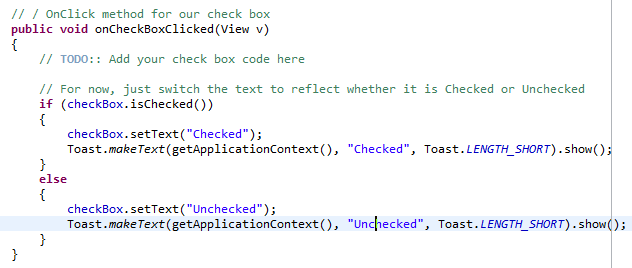 // / OnClick method for our check box
public void onCheckBoxClicked(View v)
{
// TODO:: Add your check box code here
// For now, just switch the text to reflect whether it is Checked or Unchecked
if (checkBox.isChecked())
{
checkBox.setText("Checked");
Toast.makeText(getApplicationContext(), "Checked", Toast.LENGTH_SHORT).show();
}
else
{
checkBox.setText("Unchecked");
Toast.makeText(getApplicationContext(), "Unchecked", Toast.LENGTH_SHORT).show();
}
}